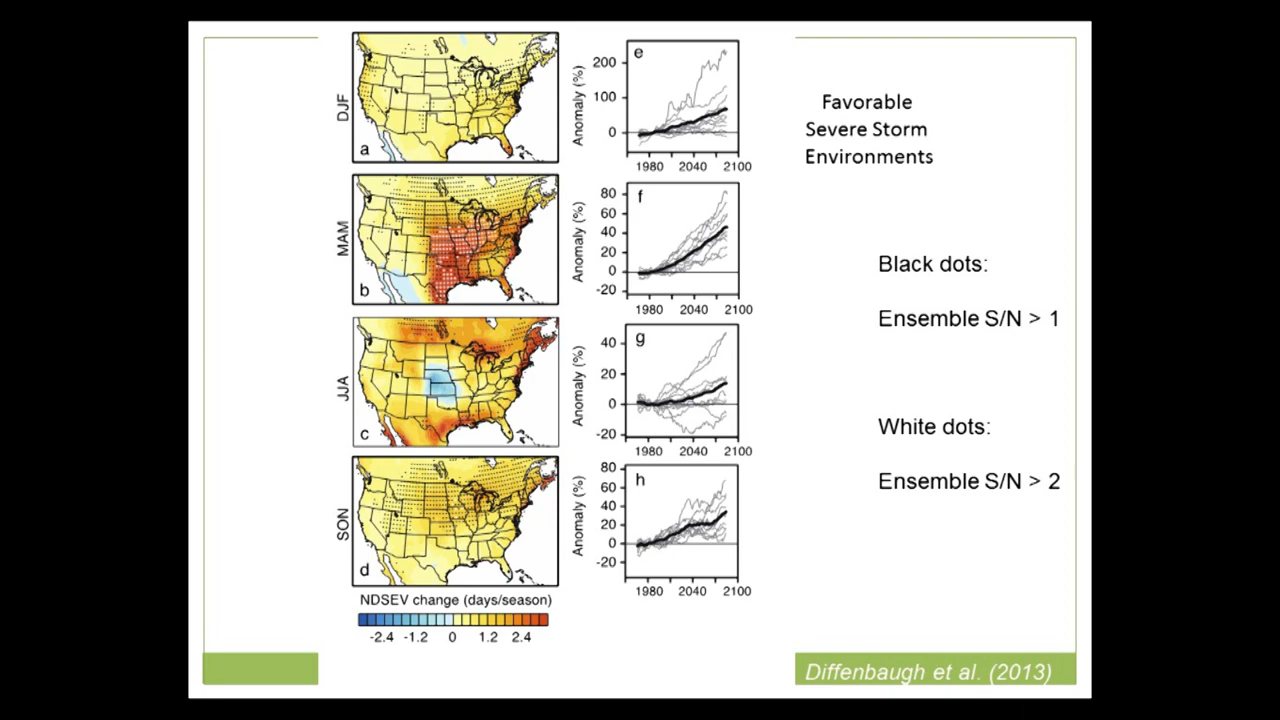 DJF
a
e
Anomaly (%)
200
100
0
1980 2040 2100
MAM
b
f
Anomaly (%)
80
60
40
20
0
-20
1980 2040 2100
JJA
c
g
Anomaly (%)
40
20
0
-20
1980 2040 2100
SON
d
h
Anomaly (%)
80
60
40
20
0
-20
1980 2040 2100
NDSEV change (days/season)
-2.4 -1.2 0 1.2 2.4
Favorable
Severe Storm
Environments
Black dots:
Ensemble S/N > 1
White dots:
Ensemble S/N > 2
Diffenbaugh et al. (2013)